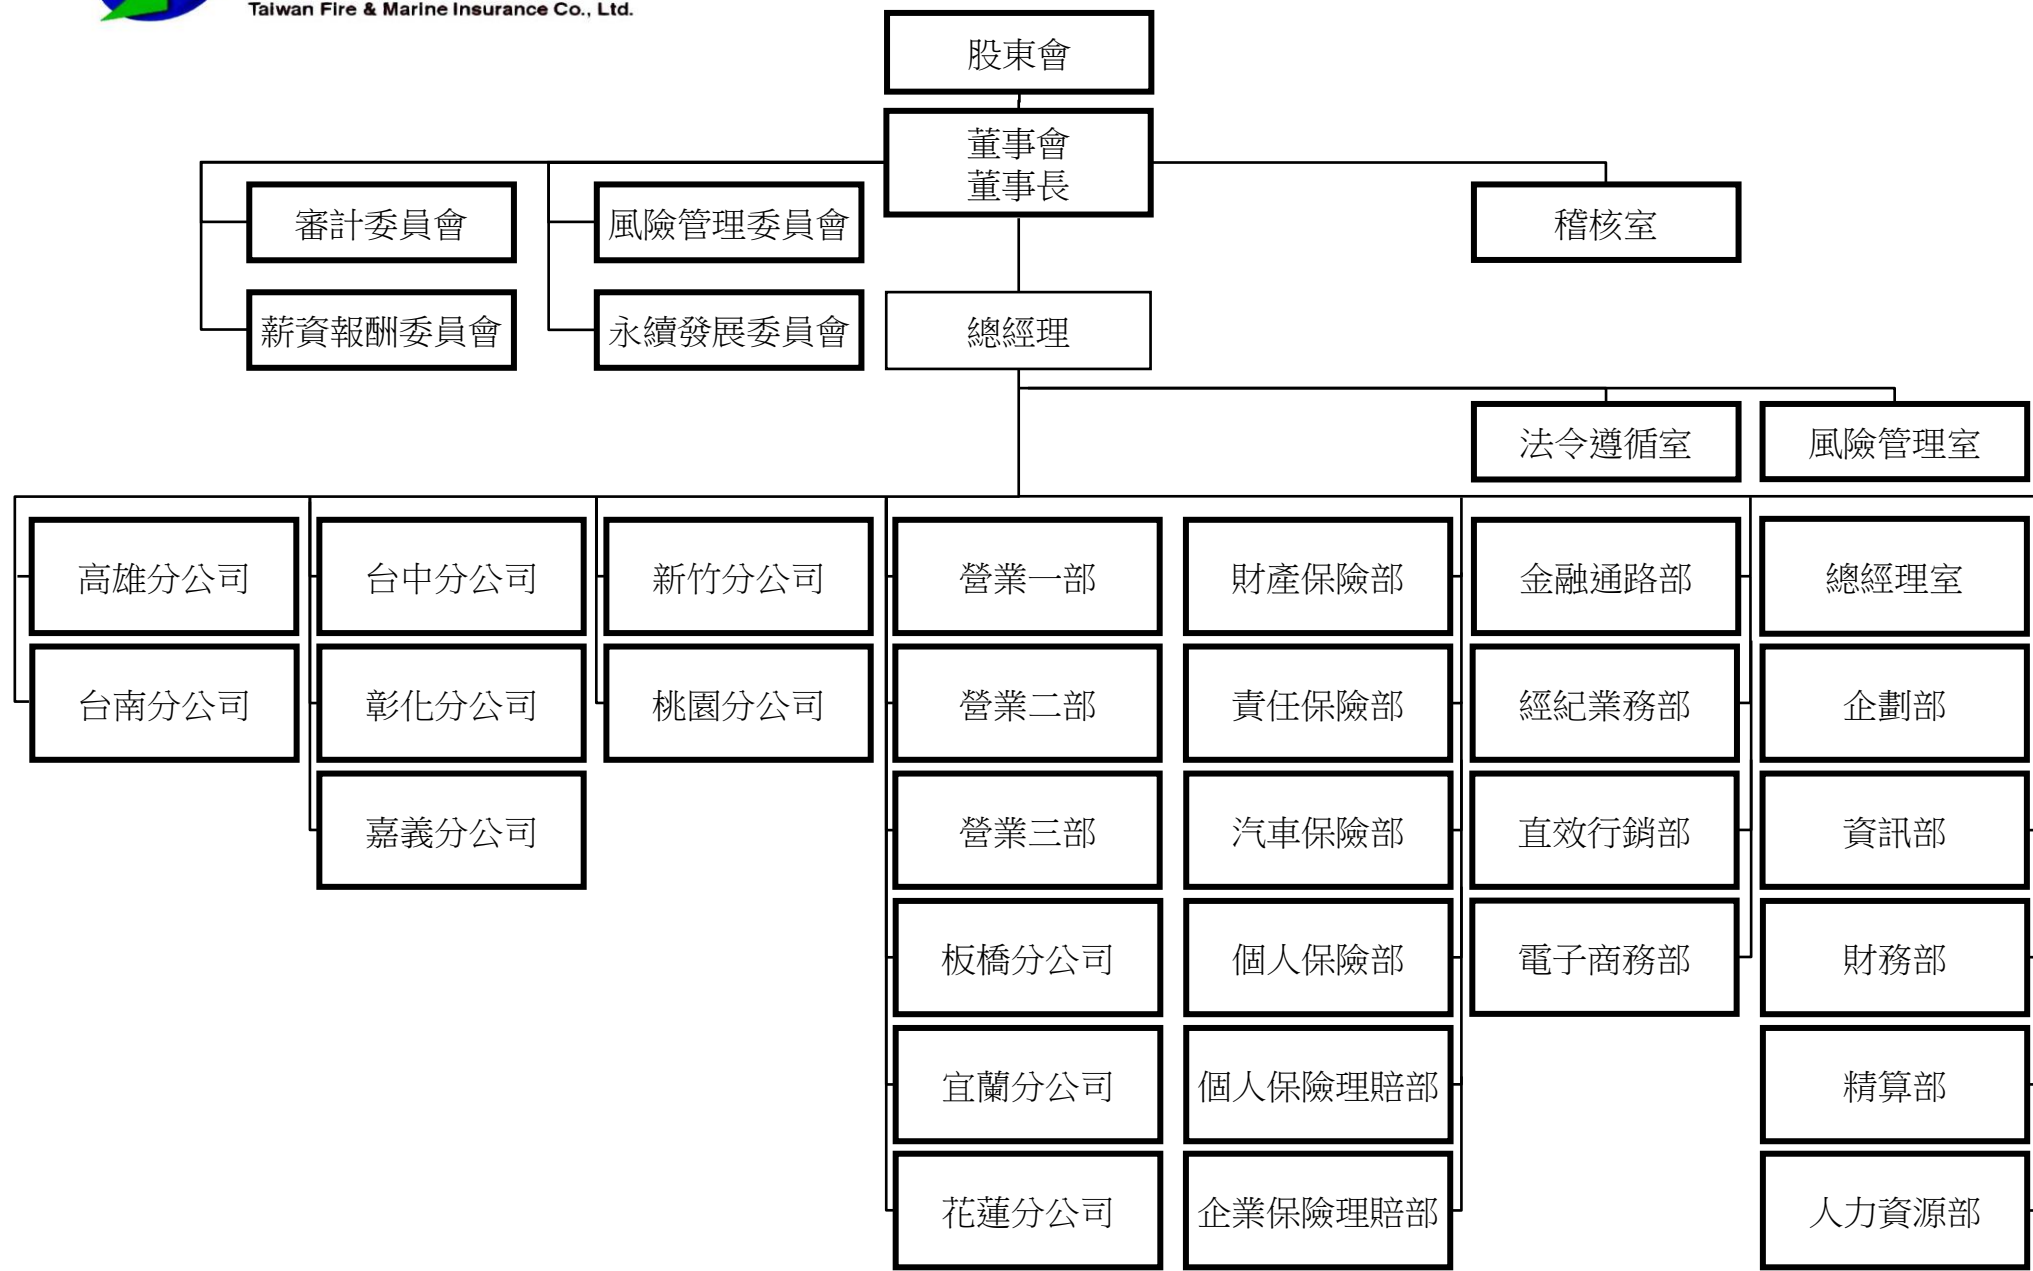 Taiwan Fire & Marine Insurance Co., Ltd.
股東會
董事會
董事長
審計委員會
風險管理委員會
稽核室
薪資報酬委員會
永續發展委員會
總經理
法令遵循室
風險管理室
高雄分公司
台中分公司
新竹分公司
營業一部
財產保險部
金融通路部
總經理室
台南分公司
彰化分公司
桃園分公司
營業二部
責任保險部
經紀業務部
企劃部
嘉義分公司
營業三部
汽車保險部
直效行銷部
資訊部
板橋分公司
個人保險部
電子商務部
財務部
宜蘭分公司
個人保險理賠部
精算部
花蓮分公司
企業保險理賠部
人力資源部